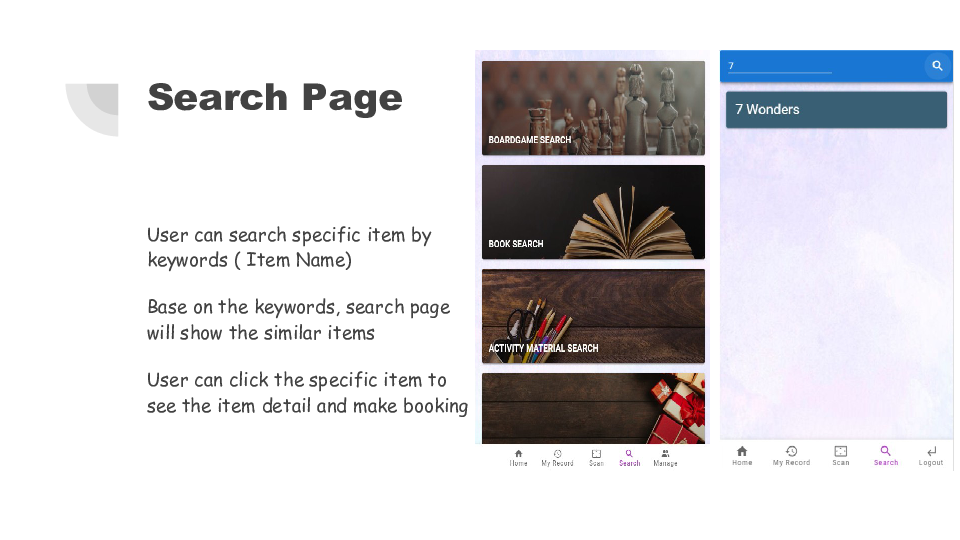 Search Page
User can search specific item by
keywords ( Item Name)
Base on the keywords, search page
will show the similar items
User can click the specific item to
see the item detail and make booking
BOARDGAME SEARCH
BOOK SEARCH
ACTIVITY MATERIAL SEARCH
Home My Record Scan Search Manage
7
7 Wonders
Home My Record Scan Search Logout